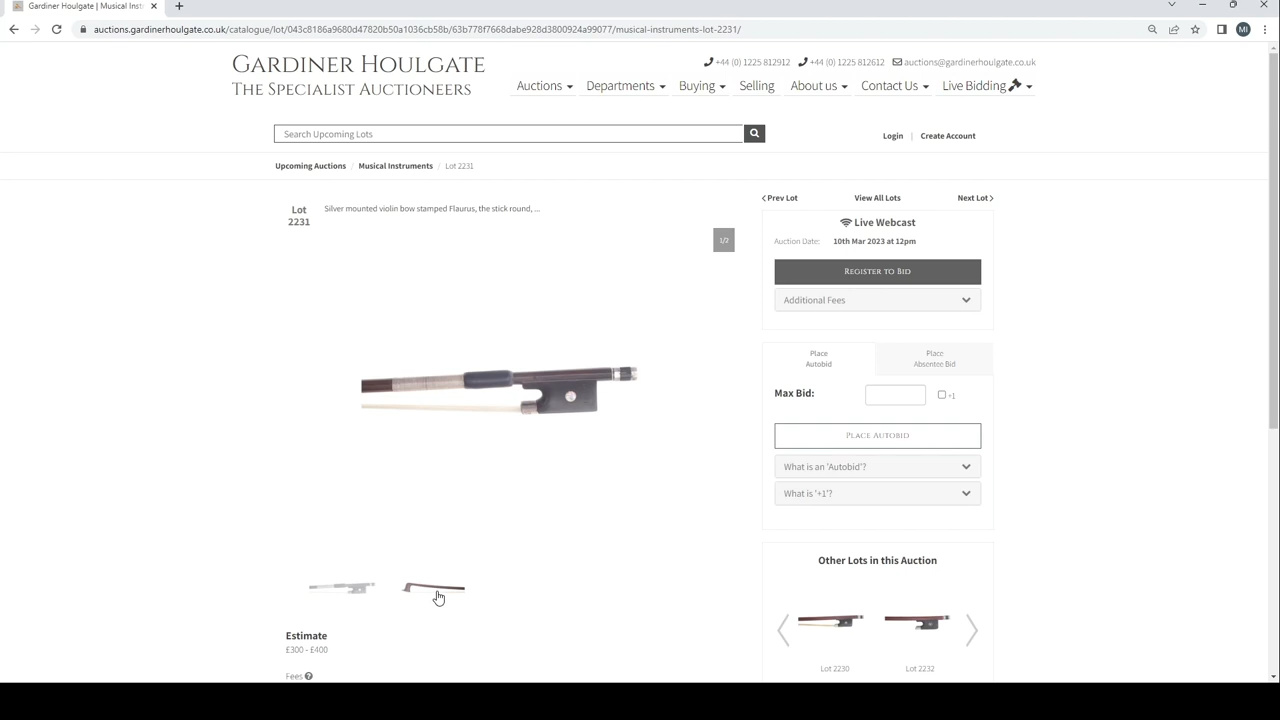 Gardiner Houlgate | Musical Inst
auctions.gardinerhoulgate.co.uk/catalogue/lot/043c8186a9680d47820b50a1036cb58b/63b778f7668dabe928d3800924a99077/musical-instruments-lot-2231/
MI
GARDINER HOULGATE
THE SPECIALIST AUCTIONEERS
+44 (0) 1225 812912 +44 (0) 1225 812612 auctions@gardinerhoulgate.co.uk
Auctions Departments Buying Selling About us Contact Us Live Bidding
Search Upcoming Lots
Login | Create Account
Upcoming Auctions / Musical Instruments / Lot 2231
Lot
2231
Silver mounted violin bow stamped Flaurus, the stick round, ...
1/2
Prev Lot View All Lots Next Lot
Live Webcast
Auction Date: 10th Mar 2023 at 12pm
REGISTER TO BID
Additional Fees
Place
Autobid
Place
Absentee Bid
Max Bid:
+1
PLACE AUTOBID
What is an 'Autobid'?
What is '+1'?
Other Lots in this Auction
Lot 2230 Lot 2232
Estimate
£300 - £400
Fees